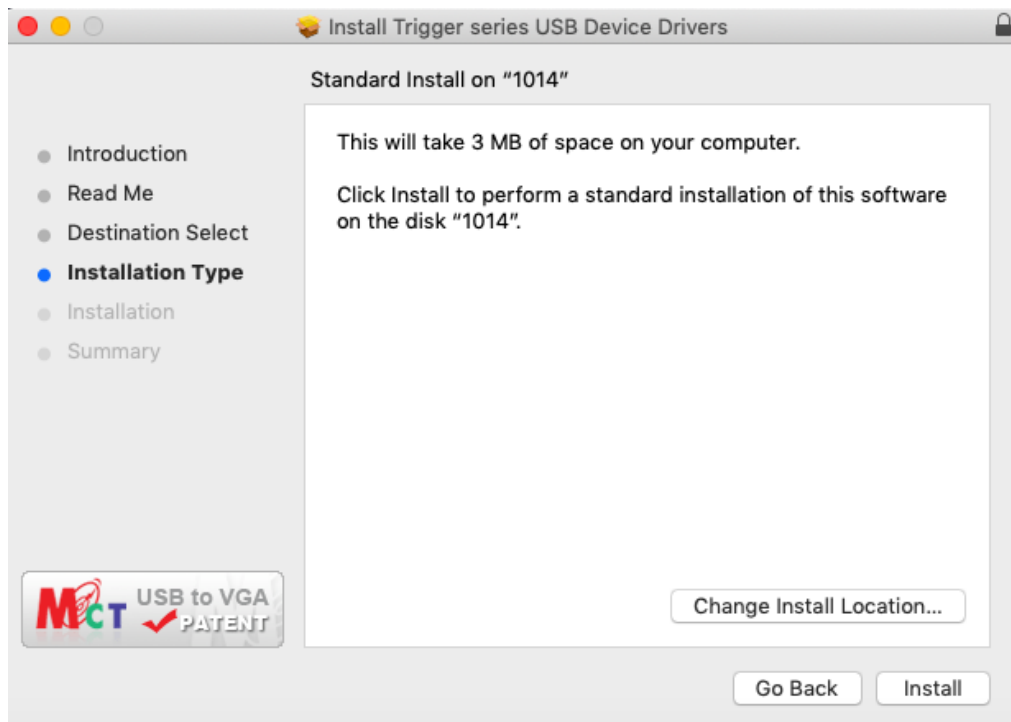 Install Trigger series USB Device Drivers
Standard Install on “1014”
Introduction
Read Me
Destination Select
Installation Type
Installation
Summary
This will take 3 MB of space on your computer.
Click Install to perform a standard installation of this software
on the disk “1014”.
MCT USB to VGA
PATENT
Change Install Location...
Go Back
Install